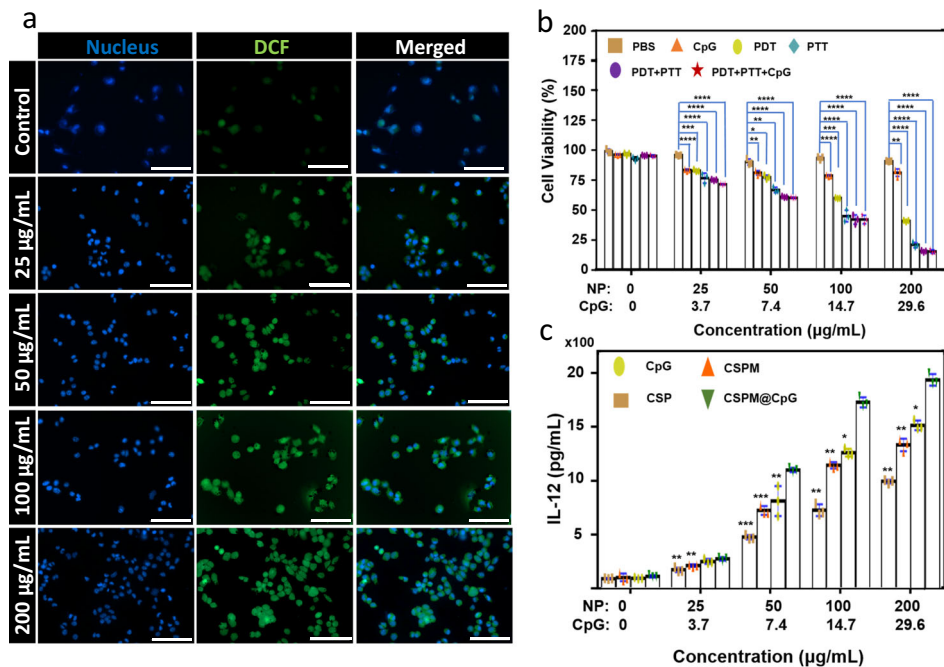 a
Nucleus DCF Merged
Control
25 μg/mL
50 μg/mL
100 μg/mL
200 μg/mL
b
200
175
150
125
100
75
50
25
0
Cell Viability (%)
PBS CpG PDT PTT
PDT+PTT PDT+PTT+CpG
**** **** *** ****
**** ** * **
**** **** *** ****
**** **** **** **** **
NP: 0 25 50 100 200
CpG: 0 3.7 7.4 14.7 29.6
Concentration (μg/mL)
c
x100
20
15
10
5
IL-12 (pg/mL)
CpG CSPM
CSP CSPM@CpG
** ** *** *** ** ** ** * ** ** *
NP: 0 25 50 100 200
CpG: 0 3.7 7.4 14.7 29.6
Concentration (μg/mL)